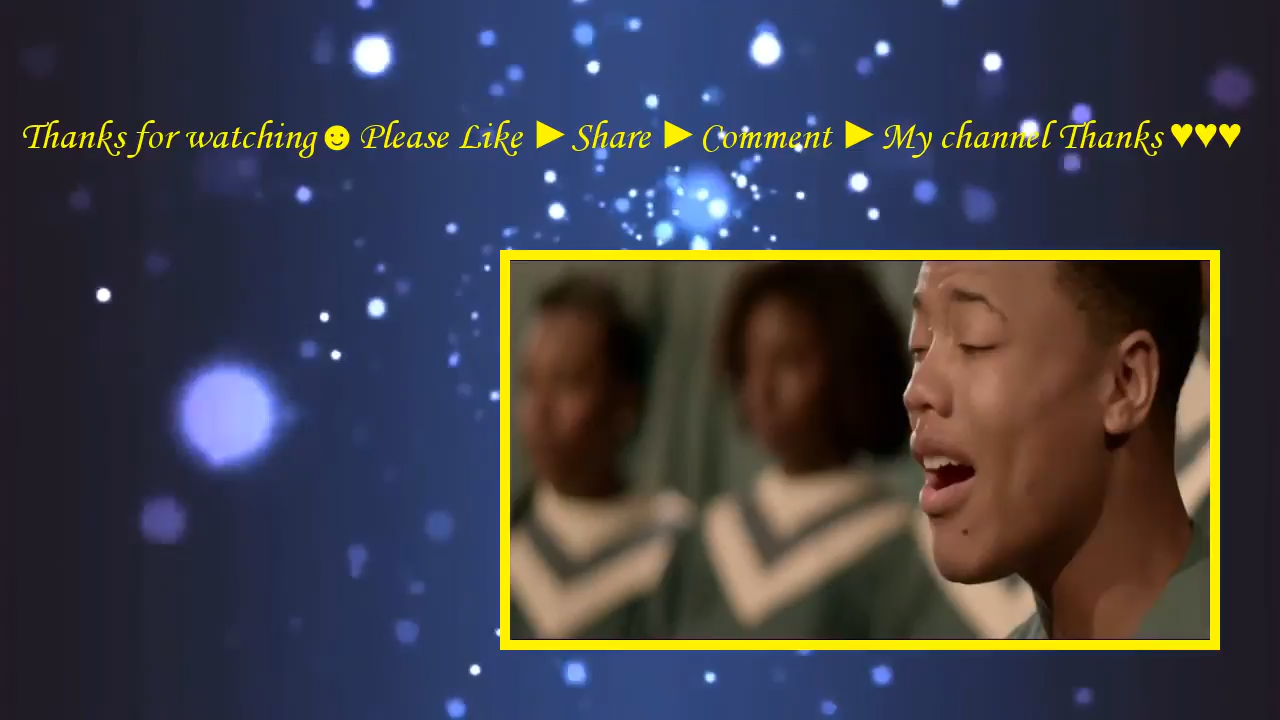 Thanks for watching☻Please Like ► Share ► Comment ► My channel Thanks ♥♥♥